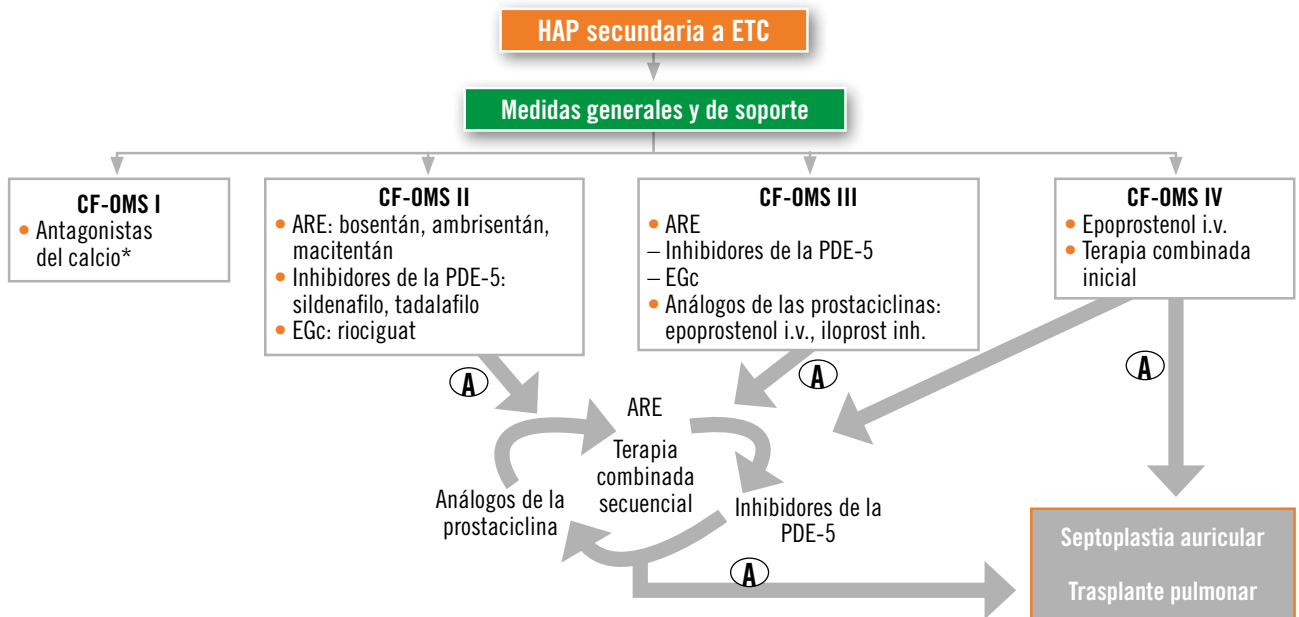 HAP secundaria a ETC
Medidas generales y de soporte
CF-OMS I
• Antagonistas
del calcio*
CF-OMS II
• ARE: bosentán, ambrisentán,
macitentán
• Inhibidores de la PDE-5:
sildenafilo, tadalafilo
• EGc: riociguat
CF-OMS III
• ARE
– Inhibidores de la PDE-5
– EGc
• Análogos de las prostaciclinas:
epoprostenol i.v., iloprost inh.
CF-OMS IV
• Epoprostenol i.v.
• Terapia combinada
inicial
A
A
A
ARE
Terapia
combinada
secuencial
Análogos de la
prostaciclina
Inhibidores de la
PDE-5
A
Septoplastia auricular
Trasplante pulmonar